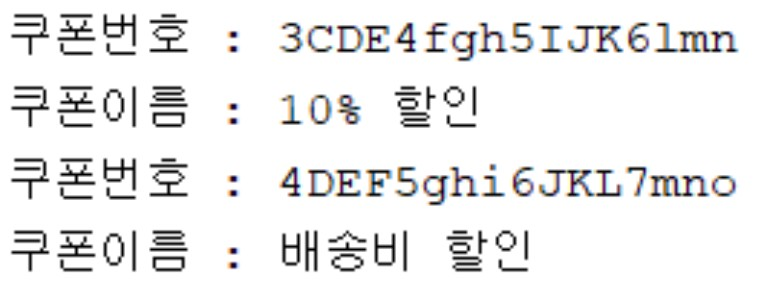 쿠폰번호 : 3CDE4fgh5IJK6lmn
쿠폰이름 : 10% 할인
쿠폰번호 : 4DEF5ghi6JKL7mno
쿠폰이름 : 배송비 할인